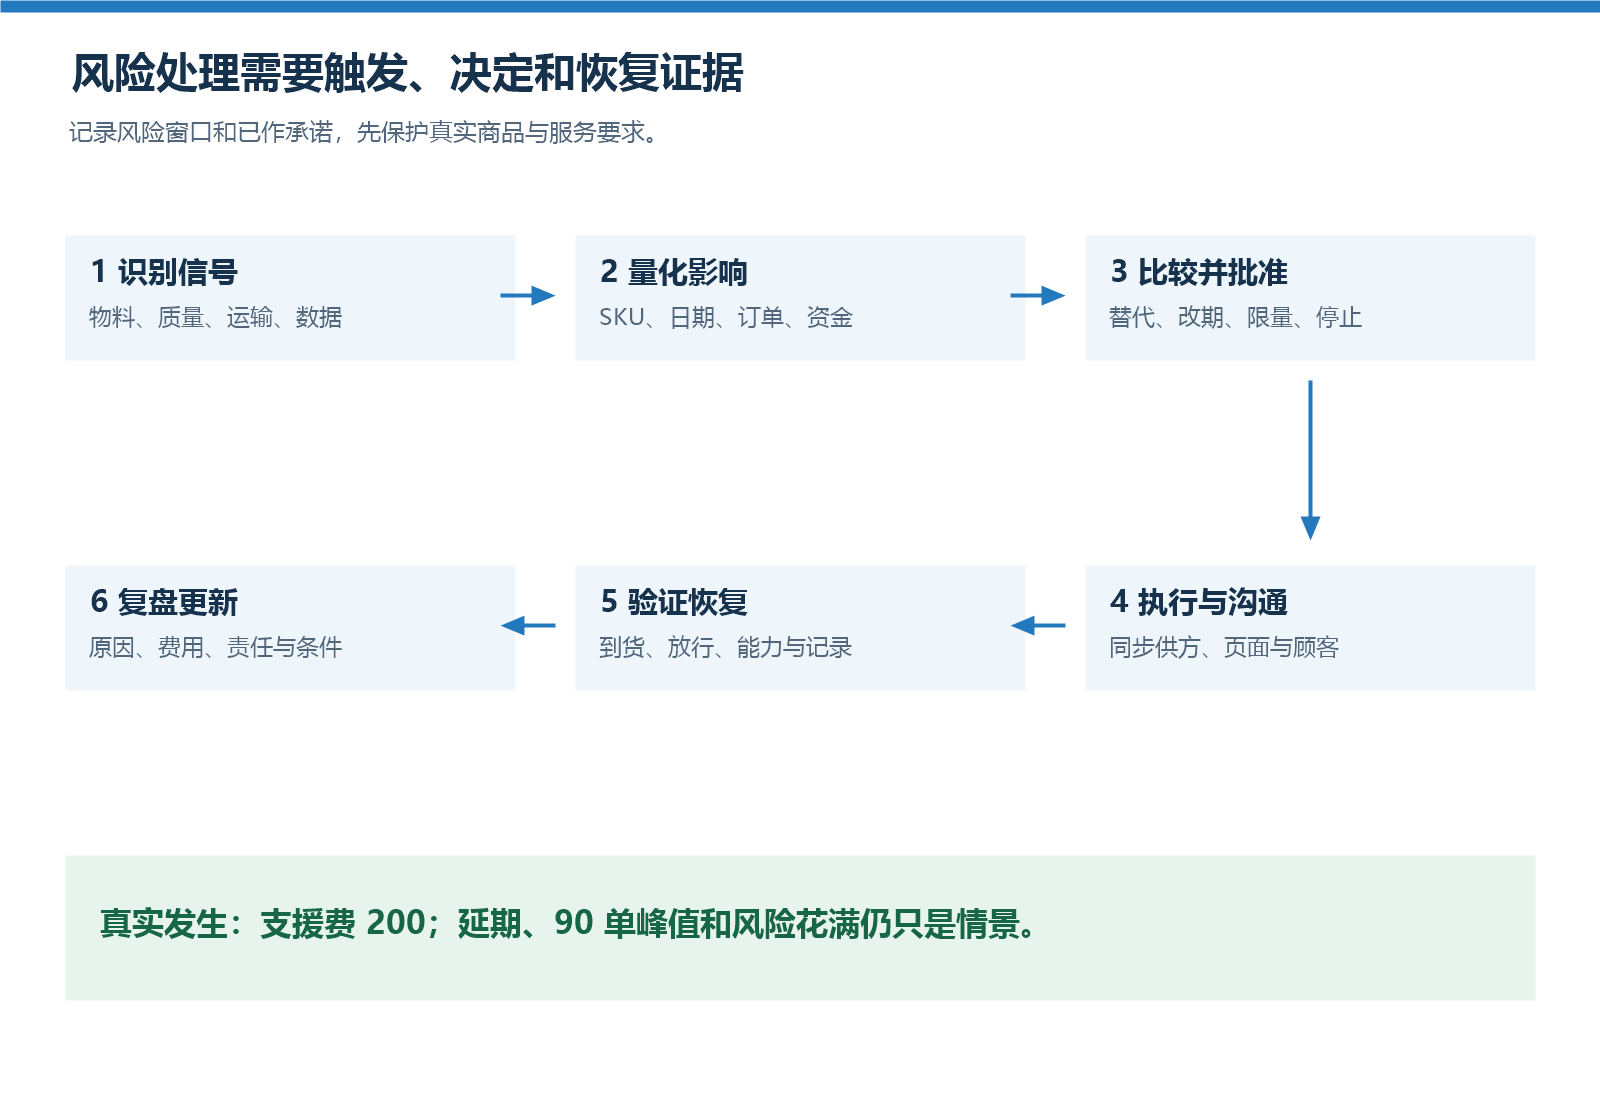 风险处理需要触发、决定和恢复证据
记录风险窗口和已作承诺，先保护真实商品与服务要求。
1 识别信号
物料、质量、运输、数据
2 量化影响
SKU、日期、订单、资金
3 比较并批准
替代、改期、限量、停止
4 执行与沟通
同步供方、页面与顾客
5 验证恢复
到货、放行、能力与记录
6 复盘更新
原因、费用、责任与条件
真实发生：支援费 200；延期、90 单峰值和风险花满仍只是情景。